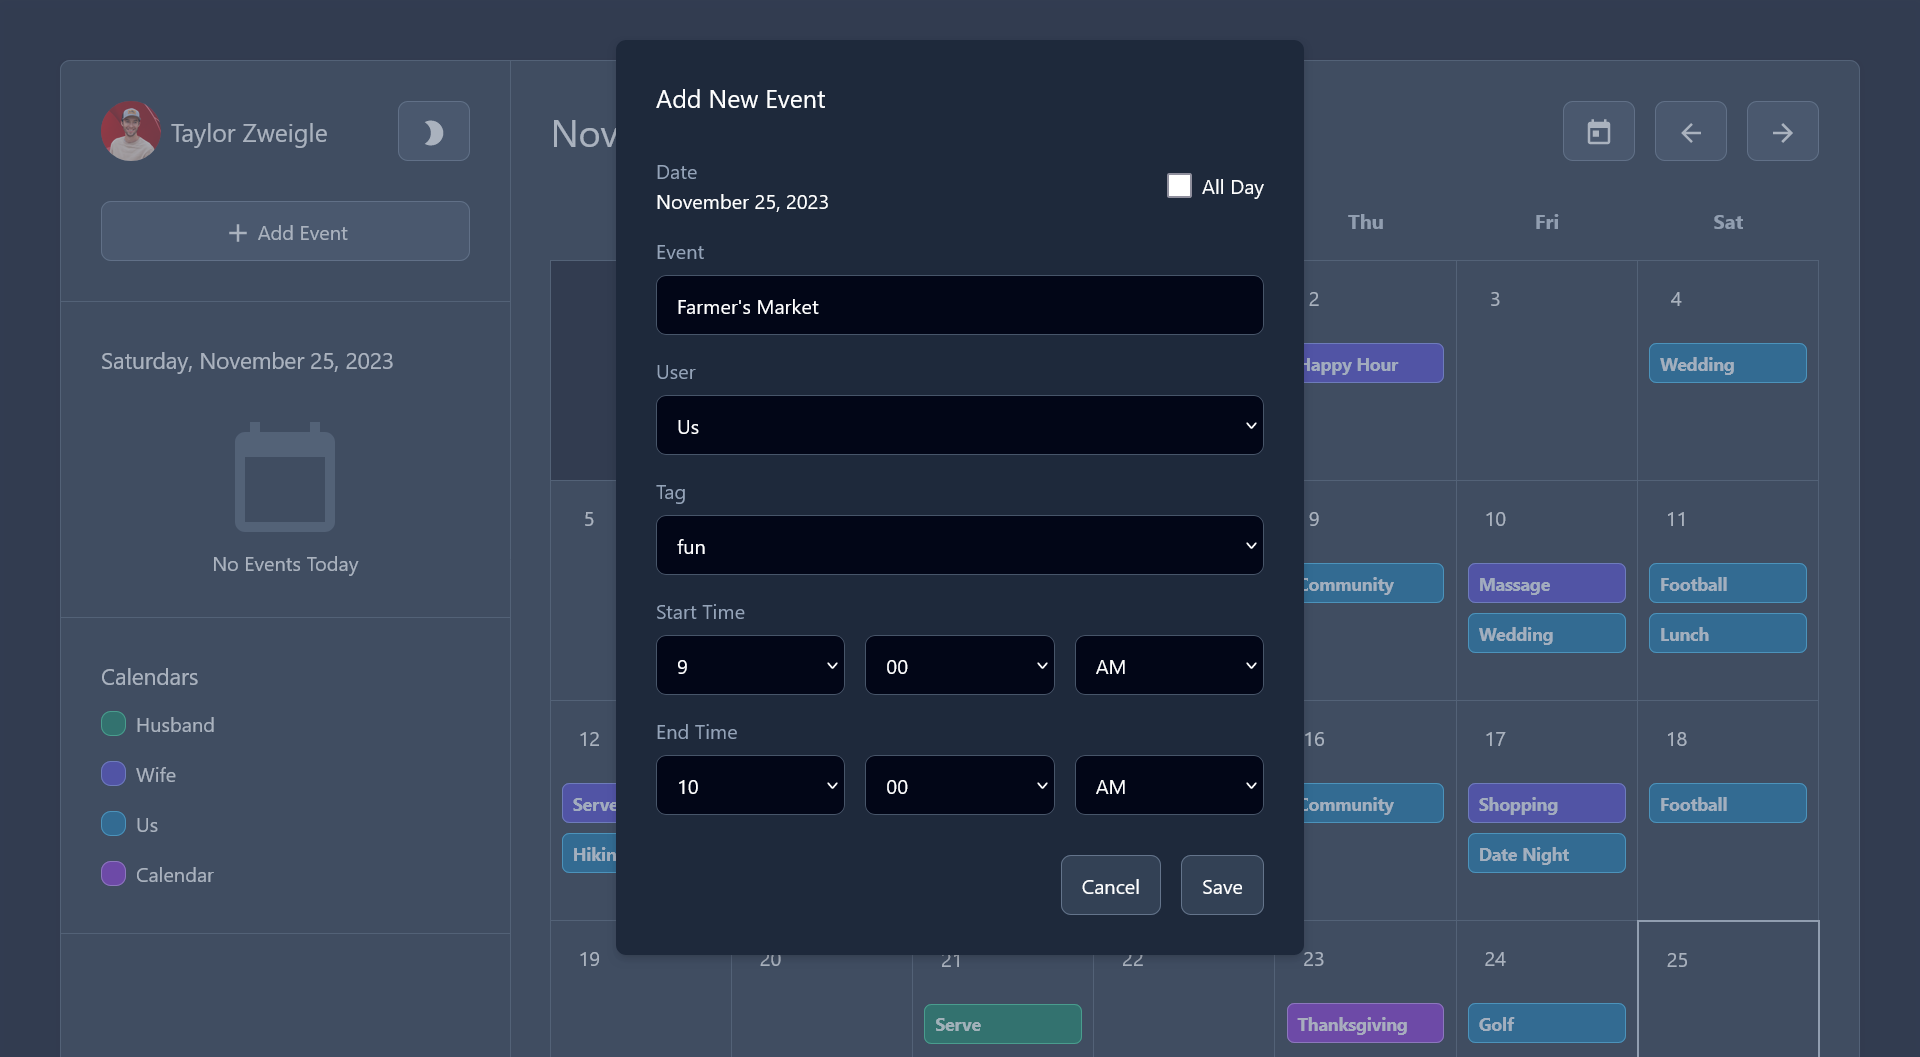 Taylor Zweigle
Add Event
Saturday, November 25, 2023
No Events Today
Calendars
Husband
Wife
Us
Calendar
Add New Event
Date
November 25, 2023
All Day
Event
Farmer's Market
User
Us
Tag
fun
Start Time
9 00 AM
End Time
10 00 AM
Cancel Save
Nov
Thu Fri Sat
2 3 4
Happy Hour Wedding
5 9 10 11
Community Massage Football
Wedding Lunch
12 16 17 18
Serve Community Shopping Football
Hikin Date Night
19 20 21 22 23 24 25
Serve Thanksgiving Golf